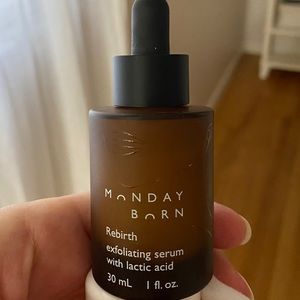 MONDAY
BORN
Rebirth
exfoliating serum
with lactic acid
30 mL 1 fl. oz.